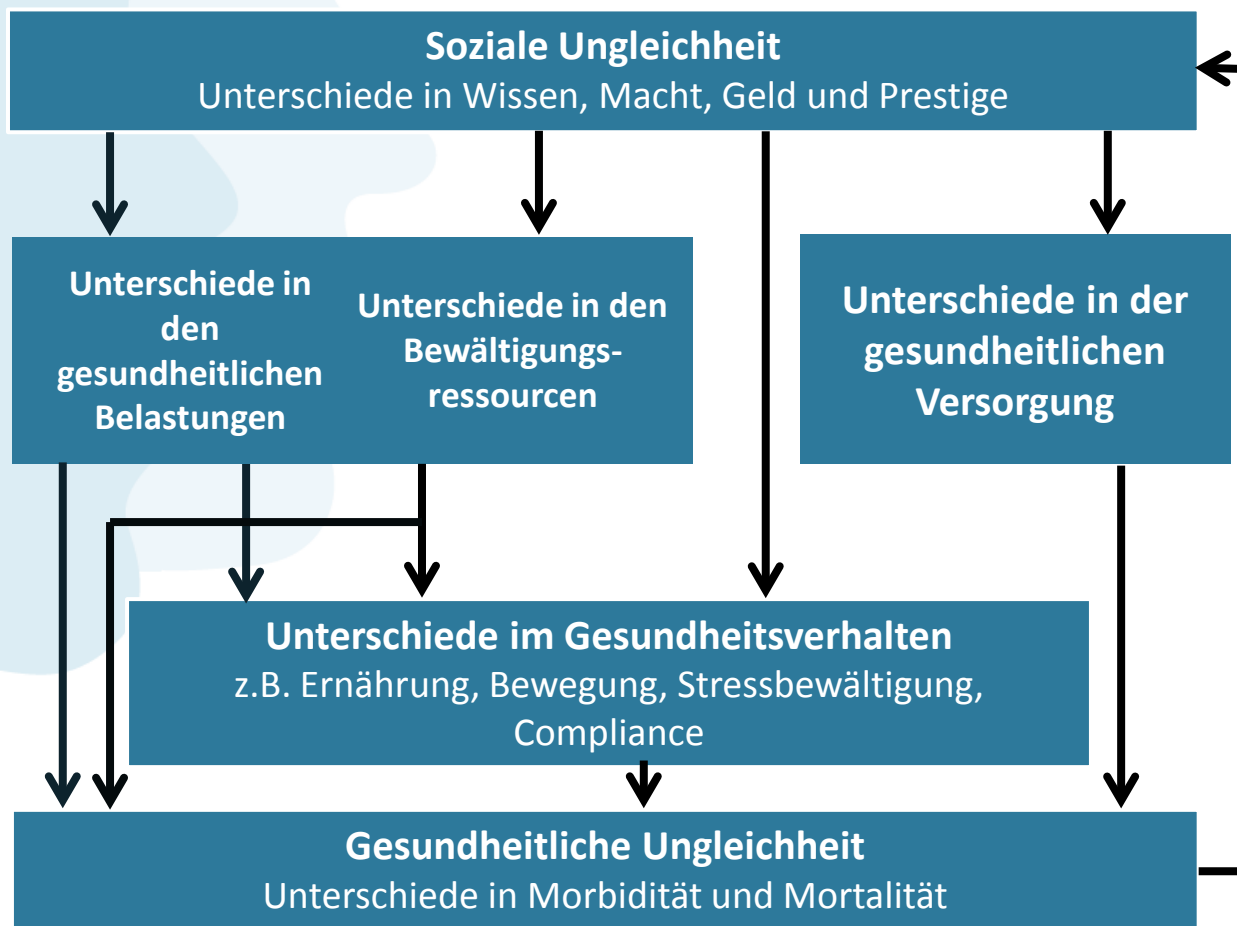 Soziale Ungleichheit
Unterschiede in Wissen, Macht, Geld und Prestige
Unterschiede in
den
gesundheitlichen
Belastungen
Unterschiede in den
Bewältigungs-
ressourcen
Unterschiede in der
gesundheitlichen
Versorgung
Unterschiede im Gesundheitsverhalten
z.B. Ernährung, Bewegung, Stressbewältigung,
Compliance
Gesundheitliche Ungleichheit
Unterschiede in Morbidität und Mortalität